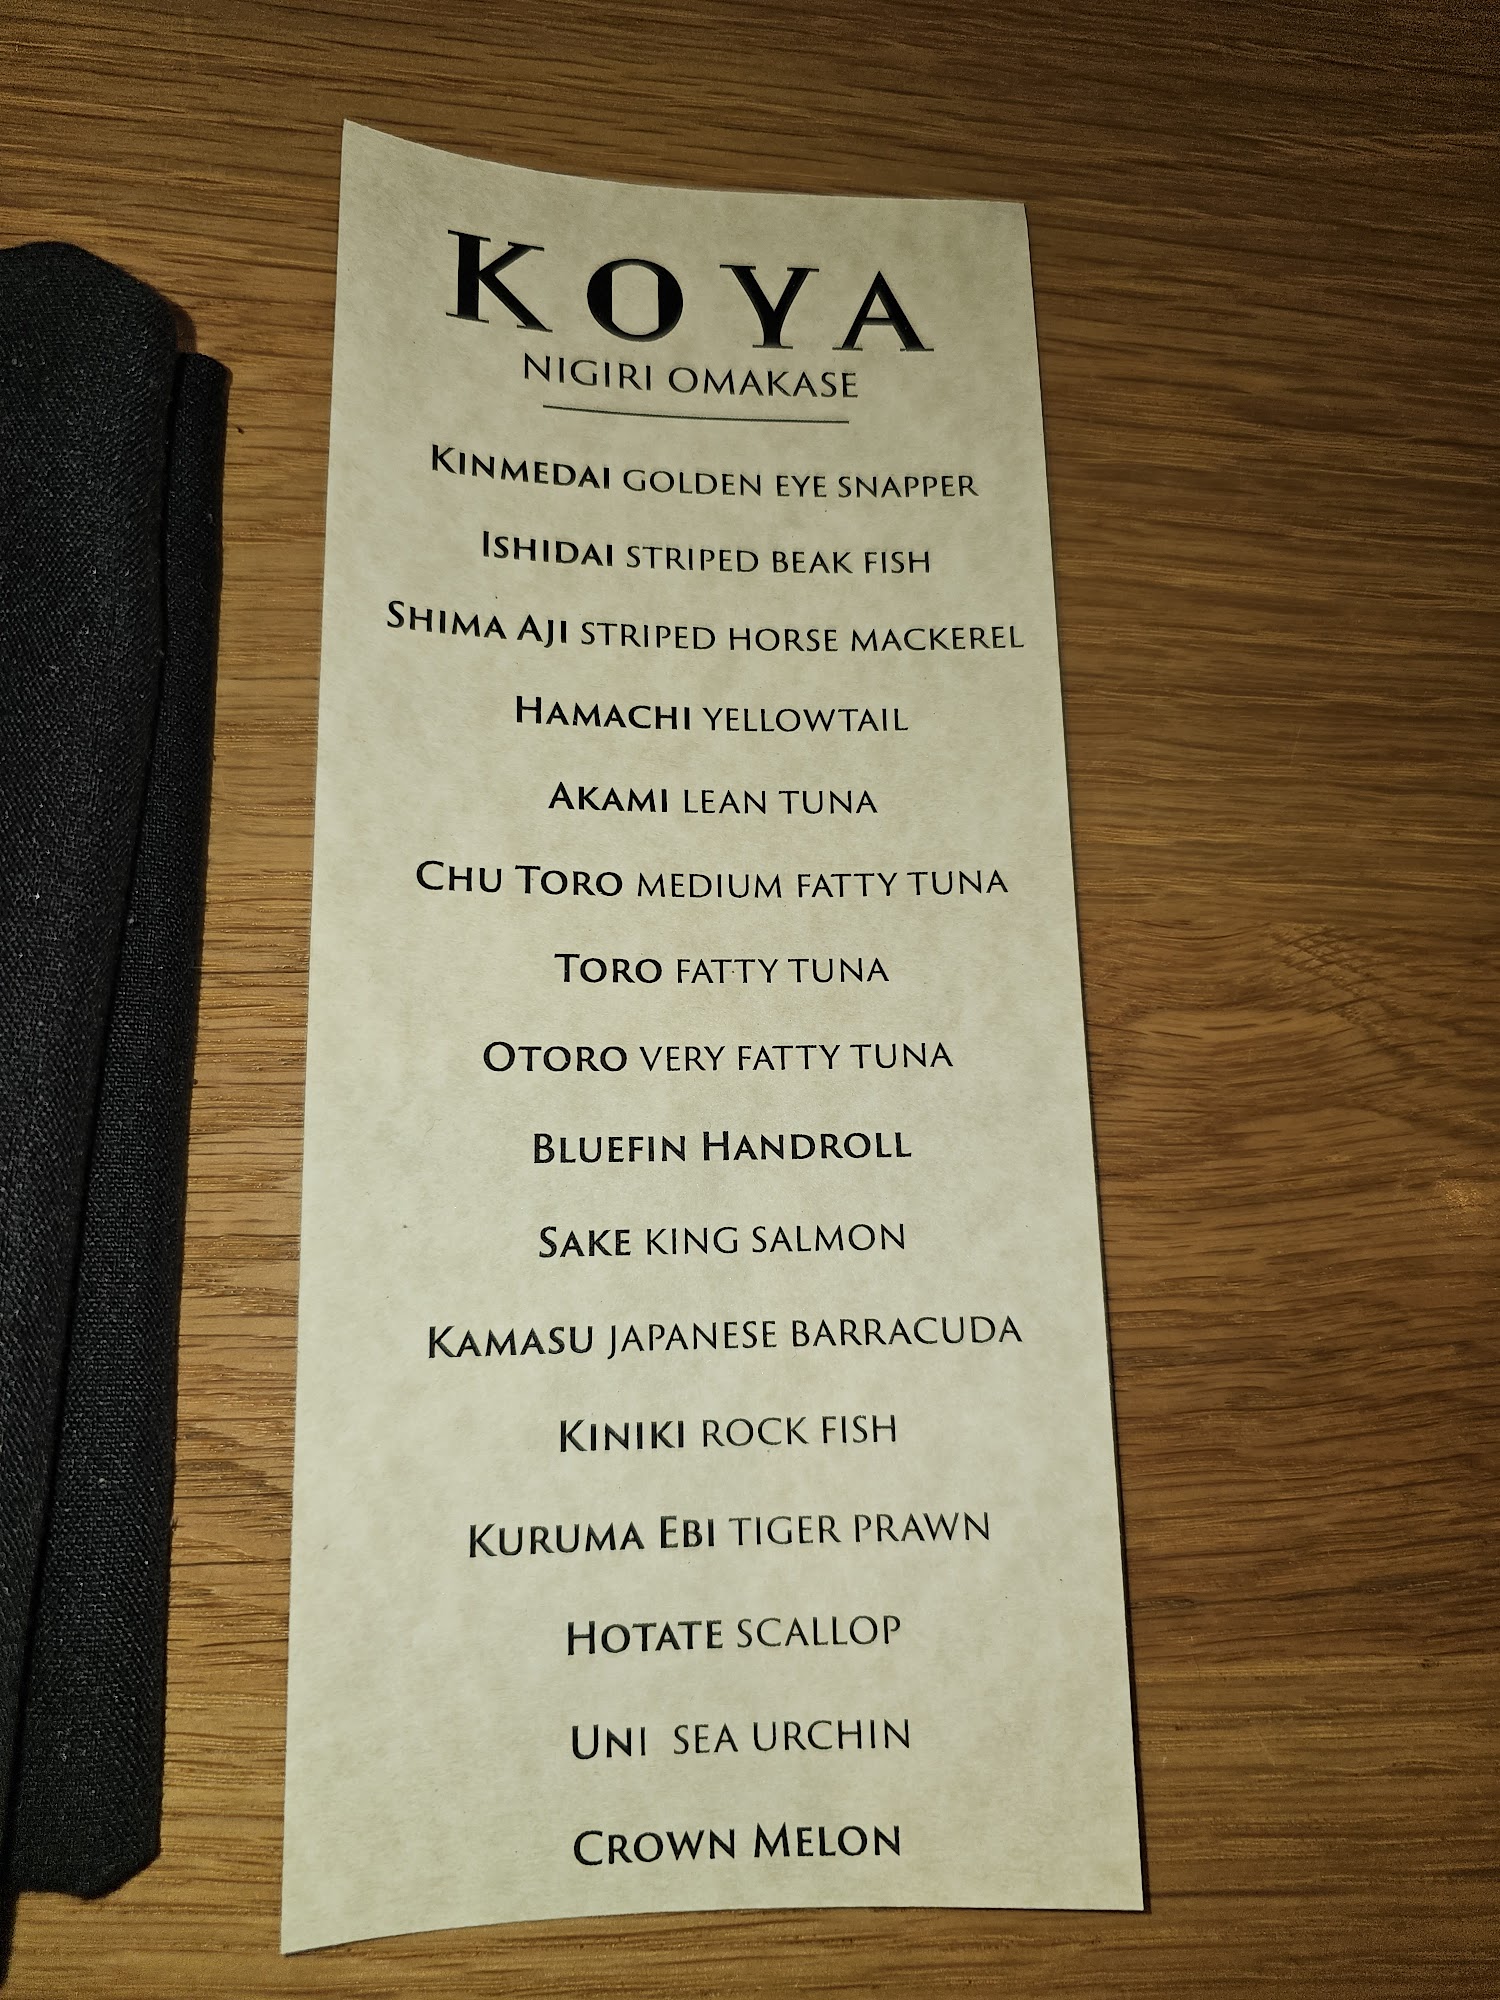 KOYA
NIGIRI OMAKASE
KINMEDAI GOLDEN EYE SNAPPER
ISHIDAI STRIPED BEAK FISH
SHIMA AJI STRIPED HORSE MACKEREL
HAMACHI YELLOWTAIL
AKAMI LEAN TUNA
CHU TORO MEDIUM FATTY TUNA
TORO FATTY TUNA
OTORO VERY FATTY TUNA
BLUEFIN HANDROLL
SAKE KING SALMON
KAMASU JAPANESE BARRACUDA
KINIKI ROCK FISH
KURUMA EBI TIGER PRAWN
HOTATE SCALLOP
UNI SEA URCHIN
CROWN MELON